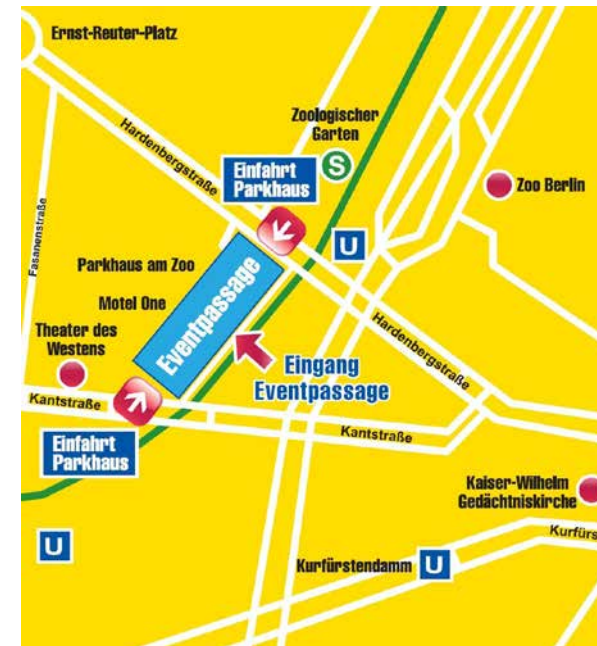 Ernst-Reuter-Platz
Hardenbergstraße
Zoologischer
Garten
S
Einfahrt
Parkhaus
Zoo Berlin
U
Fasanenstraße
Parkhaus am Zoo
Eventpassage
Motel One
Theater des
Westens
Hardenbergstraße
Eingang
Eventpassage
Kantstraße
Kantstraße
Einfahrt
Parkhaus
Kaiser-Wilhelm
Gedächtniskirche
U
Kurfürs
Kurfürstendamm
U